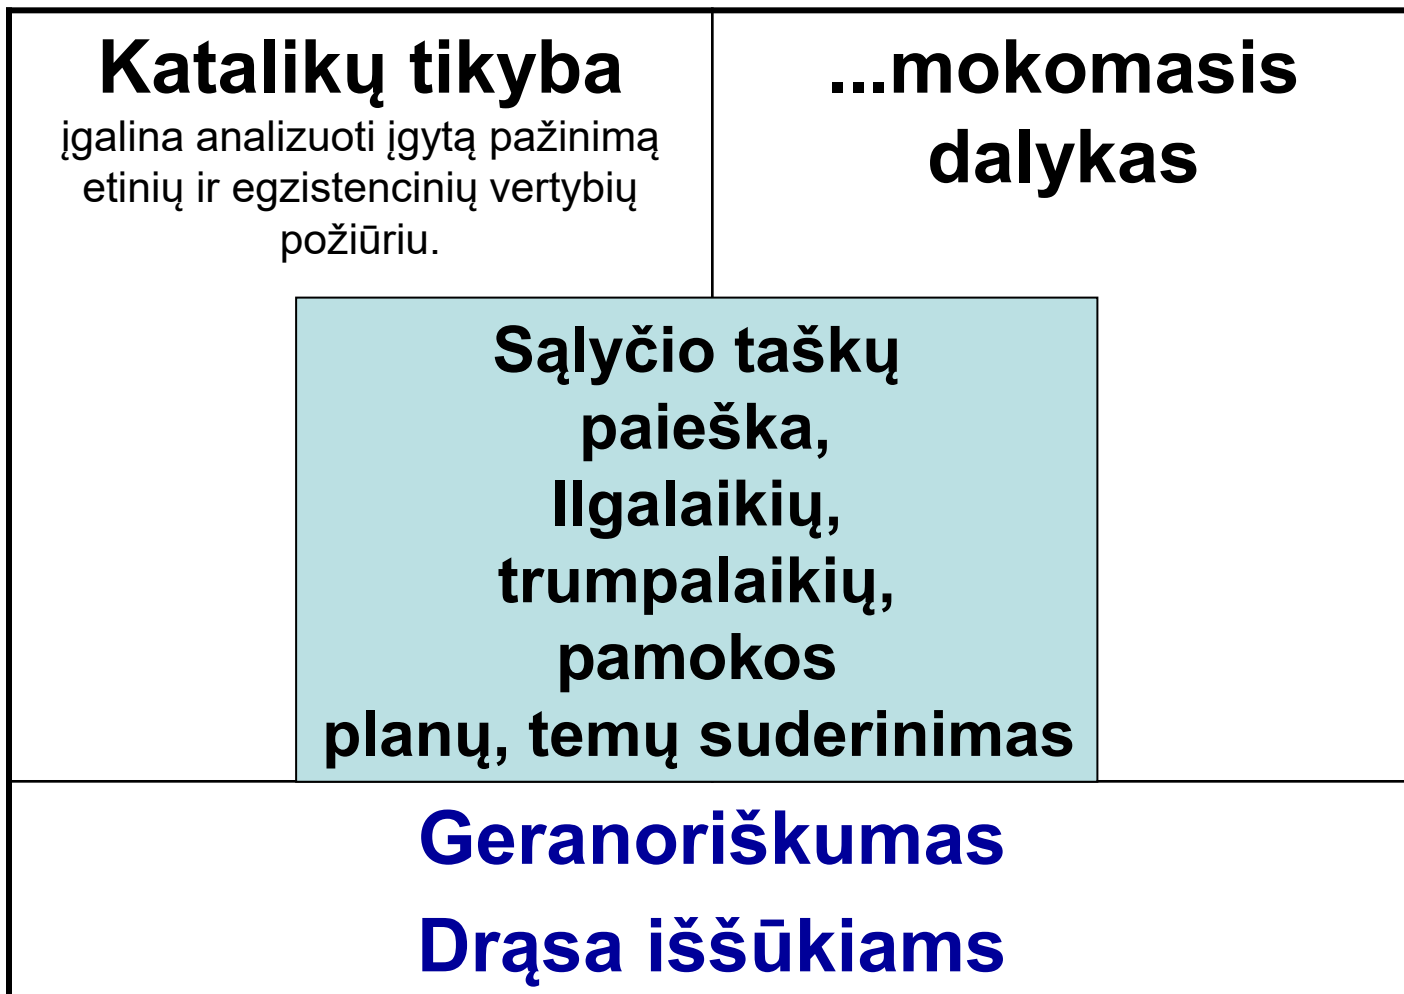 Katalikų tikyba
įgalina analizuoti įgytą pažinimą
etinių ir egzistencinių vertybių
požiūriu.
...mokomasis
dalykas
Sąlyčio taškų
paieška,
Ilgalaikių,
trumpalaikių,
pamokos
planų, temų suderinimas
Geranoriškumas
Drąsa iššūkiams